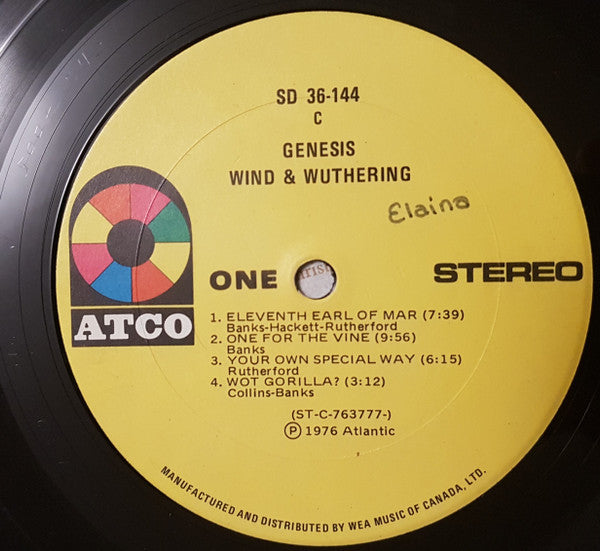 SD 36-144
C
GENESIS
WIND & WUTHERING
Elaina
ATCO
ONE
STEREO
1. ELEVENTH EARL OF MAR (7:39)
Banks-Hackett-Rutherford
2. ONE FOR THE VINE (9:56)
Banks
3. YOUR OWN SPECIAL WAY (6:15)
Rutherford
4. WOT GORILLA? (3:12)
Collins-Banks
(ST-C-763777-)
Ⓟ 1976 Atlantic
MANUFACTURED AND DISTRIBUTED BY WEA MUSIC OF CANADA, LTD.